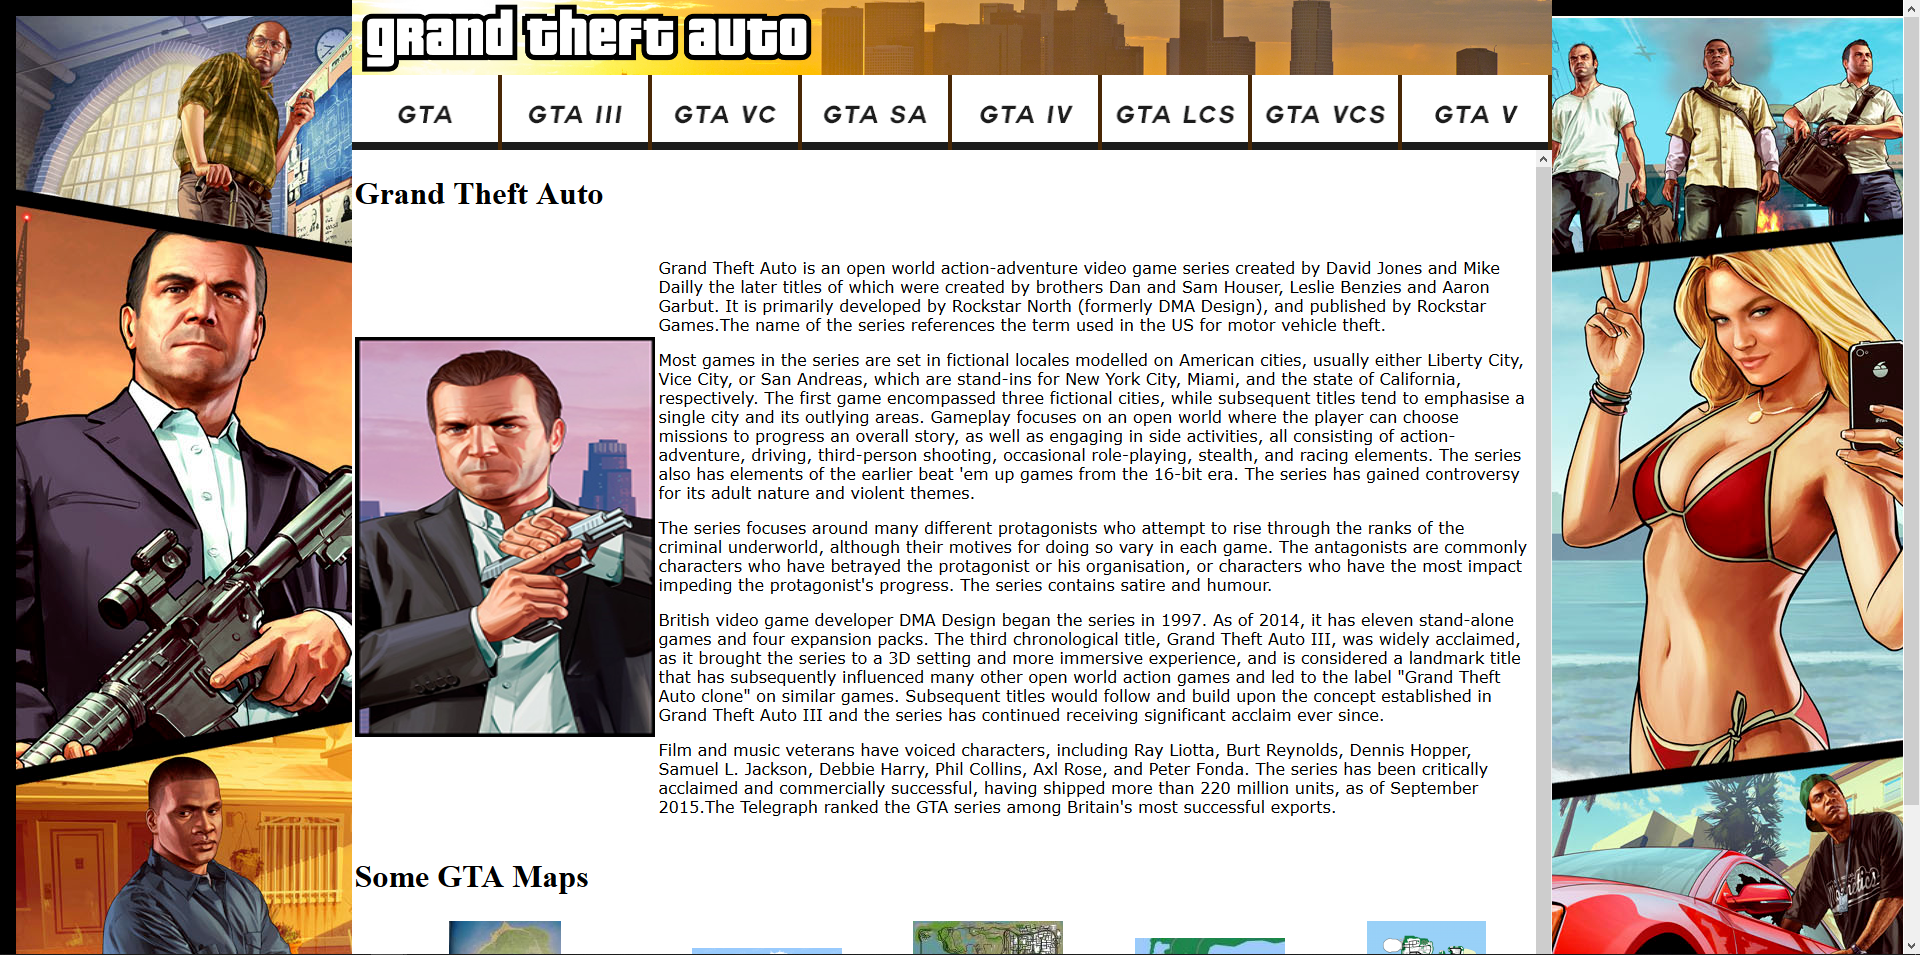 grand theft auto
GTA
GTA III
GTA VC
GTA SA
GTA IV
GTA LCS
GTA VCS
GTA V
Grand Theft Auto
Grand Theft Auto is an open world action-adventure video game series created by David Jones and Mike
Dailly the later titles of which were created by brothers Dan and Sam Houser, Leslie Benzies and Aaron
Garbut. It is primarily developed by Rockstar North (formerly DMA Design), and published by Rockstar
Games.The name of the series references the term used in the US for motor vehicle theft.
Most games in the series are set in fictional locales modelled on American cities, usually either Liberty City,
Vice City, or San Andreas, which are stand-ins for New York City, Miami, and the state of California,
respectively. The first game encompassed three fictional cities, while subsequent titles tend to emphasise a
single city and its outlying areas. Gameplay focuses on an open world where the player can choose
missions to progress an overall story, as well as engaging in side activities, all consisting of action-
adventure, driving, third-person shooting, occasional role-playing, stealth, and racing elements. The series
also has elements of the earlier beat 'em up games from the 16-bit era. The series has gained controversy
for its adult nature and violent themes.
The series focuses around many different protagonists who attempt to rise through the ranks of the
criminal underworld, although their motives for doing so vary in each game. The antagonists are commonly
characters who have betrayed the protagonist or his organisation, or characters who have the most impact
impeding the protagonist's progress. The series contains satire and humour.
British video game developer DMA Design began the series in 1997. As of 2014, it has eleven stand-alone
games and four expansion packs. The third chronological title, Grand Theft Auto III, was widely acclaimed,
as it brought the series to a 3D setting and more immersive experience, and is considered a landmark title
that has subsequently influenced many other open world action games and led to the label "Grand Theft
Auto clone" on similar games. Subsequent titles would follow and build upon the concept established in
Grand Theft Auto III and the series has continued receiving significant acclaim ever since.
Film and music veterans have voiced characters, including Ray Liotta, Burt Reynolds, Dennis Hopper,
Samuel L. Jackson, Debbie Harry, Phil Collins, Axl Rose, and Peter Fonda. The series has been critically
acclaimed and commercially successful, having shipped more than 220 million units, as of September
2015.The Telegraph ranked the GTA series among Britain's most successful exports.
Some GTA Maps